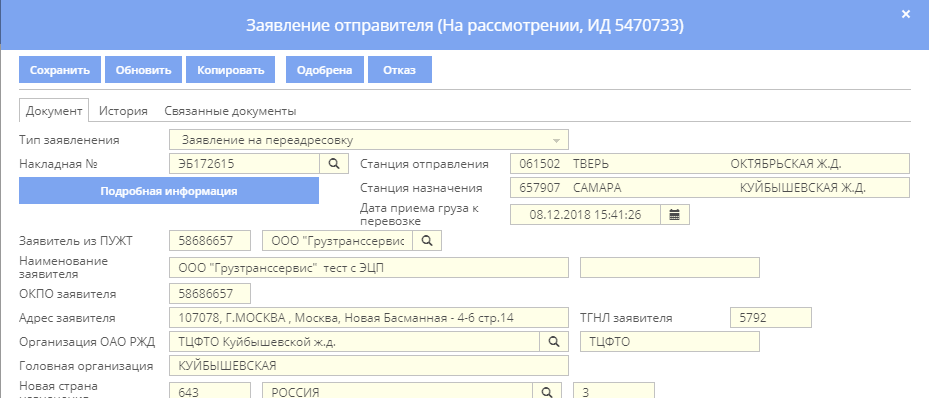 Заявление отправителя (На рассмотрении, ИД 5470733)
Сохранить Обновить Копировать Одобрена Отказ
Документ История Связанные документы
Тип заявленения Заявление на переадресовку
Накладная № ЭБ172615 Станция отправления 061502 ТВЕРЬ ОКТЯБРЬСКАЯ Ж.Д.
Подробная информация Станция назначения 657907 САМАРА КУЙБЫШЕВСКАЯ Ж.Д.
Дата приема груза к
перевозке 08.12.2018 15:41:26
Заявитель из ПУЖТ 58686657 ООО "Грузтранссервис
Наименование
заявителя ООО "Грузтранссервис" тест с ЭЦП
ОКПО заявителя 58686657
Адрес заявителя 107078, Г.МОСКВА , Москва, Новая Басманная - 4-6 стр.14 ТГНЛ заявителя 5792
Организация ОАО РЖД ТЦФТО Куйбышевской ж.д. ТЦФТО
Головная организация КУЙБЫШЕВСКАЯ
Новая страна 643 РОССИЯ 3